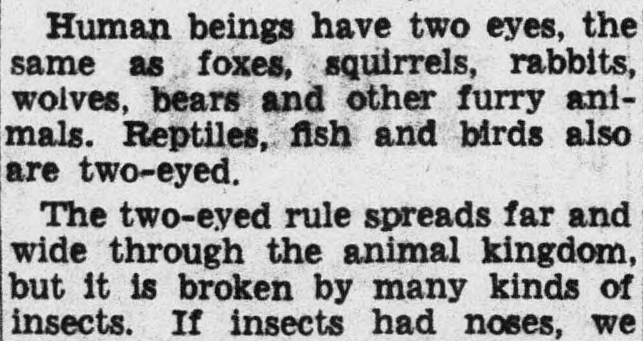 Human beings have two eyes, the
same as foxes, squirrels, rabbits,
wolves, bears and other furry ani-
mals. Reptiles, fish and birds also
are two-eyed.
The two-eyed rule spreads far and
wide through the animal kingdom,
but it is broken by many kinds of
insects. If insects had noses, we